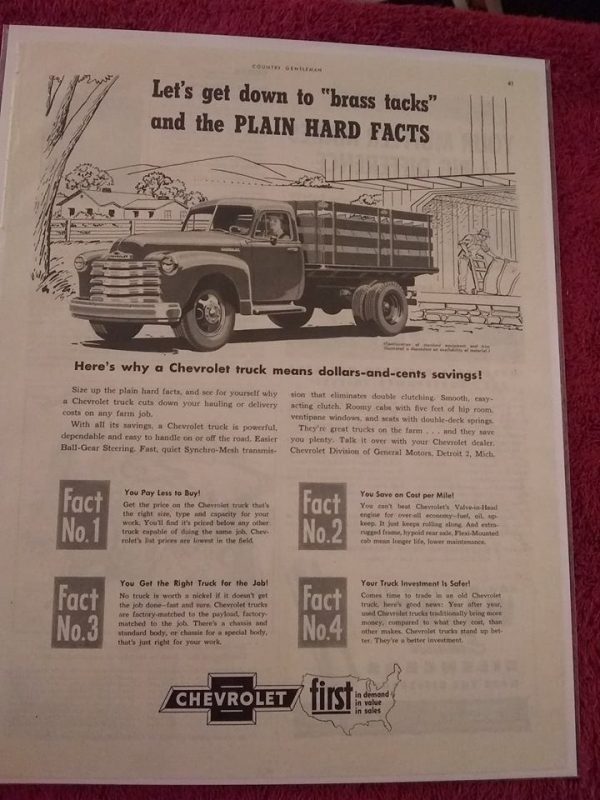 COUNTRY GENTLEMAN
41
Let's get down to "brass tacks"
and the PLAIN HARD FACTS
CHEVROLET
(Continuation of standard equipment and trim
illustrated is dependent on availability of material.)
Here's why a Chevrolet truck means dollars-and-cents savings!
Size up the plain hard facts, and see for yourself why
a Chevrolet truck cuts down your hauling or delivery
costs on any farm job.
With all its savings, a Chevrolet truck is powerful,
dependable and easy to handle on or off the road. Easier
Ball-Gear Steering. Fast, quiet Synchro-Mesh transmis-
sion that eliminates double clutching. Smooth, easy-
acting clutch. Roomy cabs with five feet of hip room,
ventipane windows, and seats with double-deck springs.
They're great trucks on the farm . . . and they save
you plenty. Talk it over with your Chevrolet dealer.
Chevrolet Division of General Motors, Detroit 2, Mich.
Fact
No.1
You Pay Less to Buy!
Get the price on the Chevrolet truck that's
the right size, type and capacity for your
work. You'll find it's priced below any other
truck capable of doing the same job. Chev-
rolet's list prices are lowest in the field.
Fact
No.2
You Save on Cost per Mile!
You can't beat Chevrolet's Valve-in-Head
engine for over-all economy—fuel, oil, up-
keep. It just keeps rolling along. And extra-
rugged frame, hypoid rear axle, Flexi-Mounted
cab mean longer life, lower maintenance.
Fact
No.3
You Get the Right Truck for the Job!
No truck is worth a nickel if it doesn't get
the job done—fast and sure. Chevrolet trucks
are factory-matched to the payload, factory-
matched to the job. There's a chassis and
standard body, or chassis for a special body,
that's just right for your work.
Fact
No.4
Your Truck Investment Is Safer!
Comes time to trade in an old Chevrolet
truck, here's good news: Year after year,
used Chevrolet trucks traditionally bring more
money, compared to what they cost, than
other makes. Chevrolet trucks stand up bet-
ter. They're a better investment.
CHEVROLET
first
in demand
in value
in sales